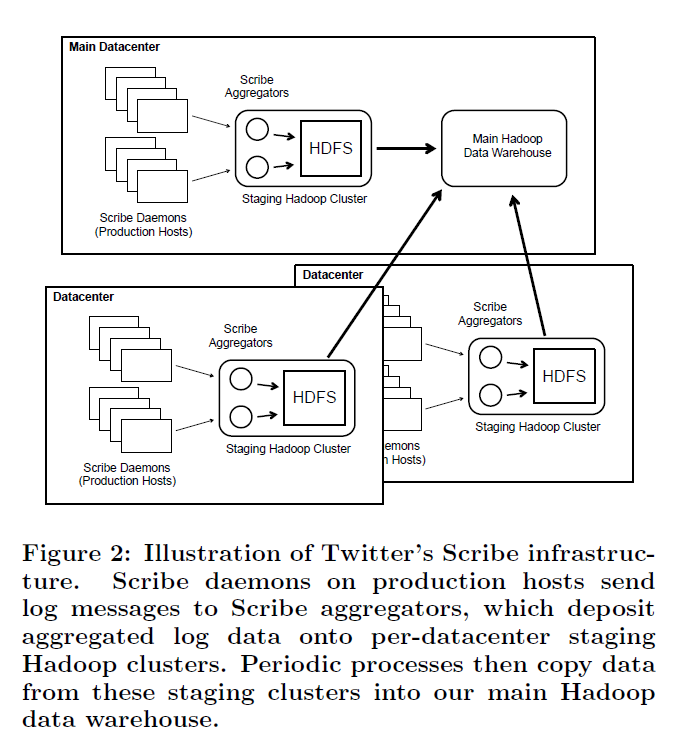 Main Datacenter
Scribe
Aggregators
HDFS
Main Hadoop
Data Warehouse
Staging Hadoop Cluster
Scribe Daemons
(Production Hosts)
Datacenter
Scribe
Aggregators
HDFS
Staging Hadoop Cluster
emons
n Hosts)
Datacenter
Scribe
Aggregators
HDFS
Staging Hadoop Cluster
Scribe Daemons
(Production Hosts)
Figure 2: Illustration of Twitter's Scribe infrastruc-
ture. Scribe daemons on production hosts send
log messages to Scribe aggregators, which deposit
aggregated log data onto per-datacenter staging
Hadoop clusters. Periodic processes then copy data
from these staging clusters into our main Hadoop
data warehouse.